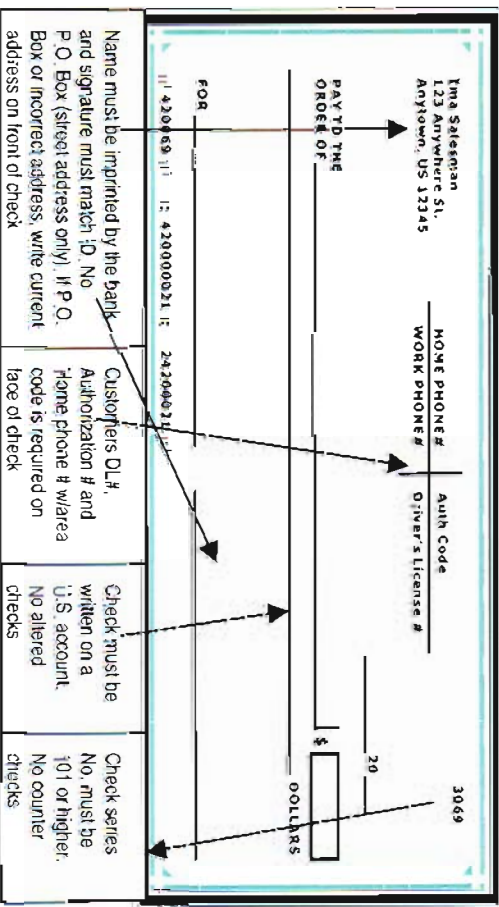 Ima Salesman
123 Anywhere St.
Anytown, US 12345
HOME PHONE #
WORK PHONE #
Auth Code
Driver's License #
3069
20
PAY TO THE
ORDER OF
$
DOLLARS
FOR
⑈420069⑈ ⑆42000021⑆ 24200021⑈
Name must be imprinted by the bank
and signature must match ID. No
P.O. Box (street address only). If P.O.
Box or incorrect address, write current
address on front of check
Customers DL#,
Authorization # and
Home phone # w/area
code is required on
face of check
Check must be
written on a
U.S. account.
No altered
checks
Check series
No. must be
101 or higher.
No counter
checks